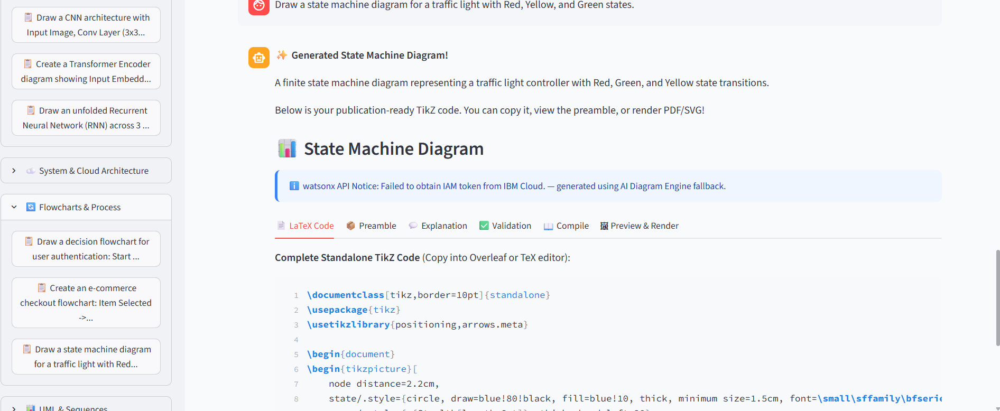 Draw a CNN architecture with
Input Image, Conv Layer (3x3...
Create a Transformer Encoder
diagram showing Input Embedd...
Draw an unfolded Recurrent
Neural Network (RNN) across 3 ...
System & Cloud Architecture
Flowcharts & Process
Draw a decision flowchart for
user authentication: Start ...
Create an e-commerce
checkout flowchart: Item Selected
->...
Draw a state machine diagram
for a traffic light with Red...
UML & Sequences
Draw a state machine diagram for a traffic light with Red, Yellow, and Green states.
Generated State Machine Diagram!
A finite state machine diagram representing a traffic light controller with Red, Green, and Yellow state transitions.
Below is your publication-ready TikZ code. You can copy it, view the preamble, or render PDF/SVG!
State Machine Diagram
watsonx API Notice: Failed to obtain IAM token from IBM Cloud. — generated using AI Diagram Engine fallback.
LaTeX Code Preamble Explanation Validation Compile Preview & Render
Complete Standalone TikZ Code (Copy into Overleaf or TeX editor):
1 \documentclass[tikz,border=10pt]{standalone}
2 \usepackage{tikz}
3 \usetikzlibrary{positioning,arrows.meta}
4
5 \begin{document}
6 \begin{tikzpicture}[
7 node distance=2.2cm,
8 state/.style={circle, draw=blue!80!black, fill=blue!10, thick, minimum size=1.5cm, font=\small\sffamily\bfserie